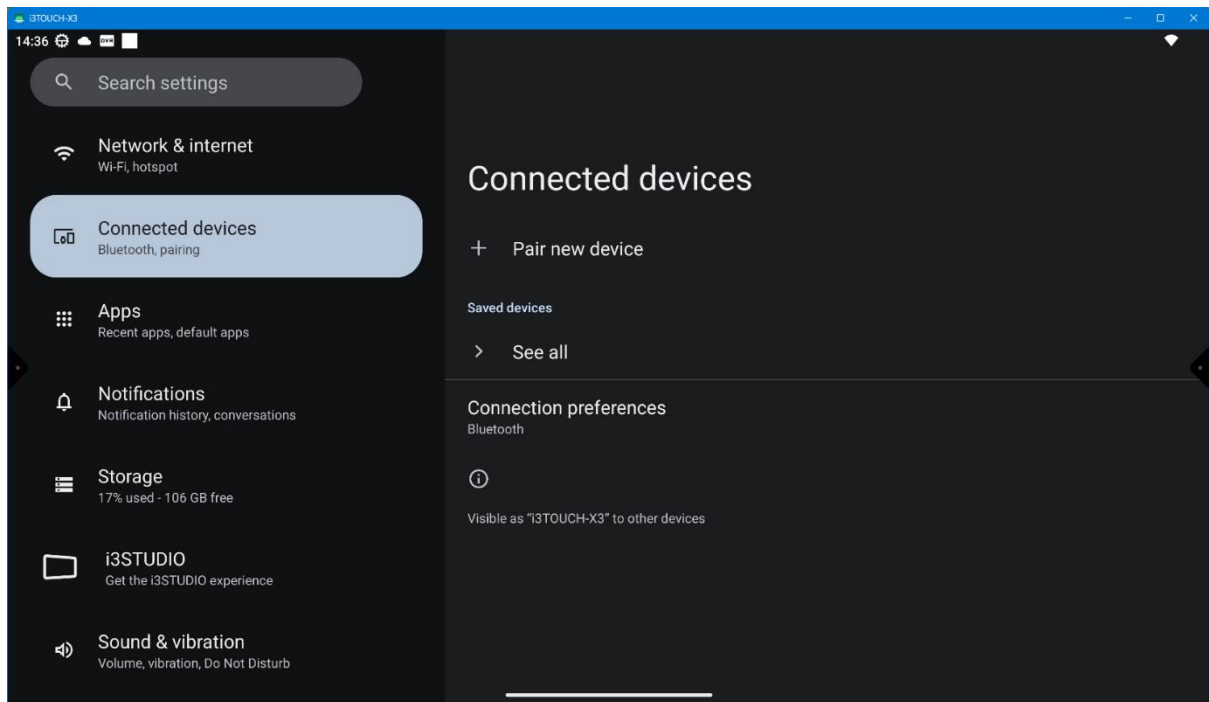 i3TOUCH-X3
14:36
Search settings
Network & internet
Wi-Fi, hotspot
Connected devices
Bluetooth, pairing
Apps
Recent apps, default apps
Notifications
Notification history, conversations
Storage
17% used - 106 GB free
i3STUDIO
Get the i3STUDIO experience
Sound & vibration
Volume, vibration, Do Not Disturb
Connected devices
Pair new device
Saved devices
See all
Connection preferences
Bluetooth
Visible as “i3TOUCH-X3” to other devices